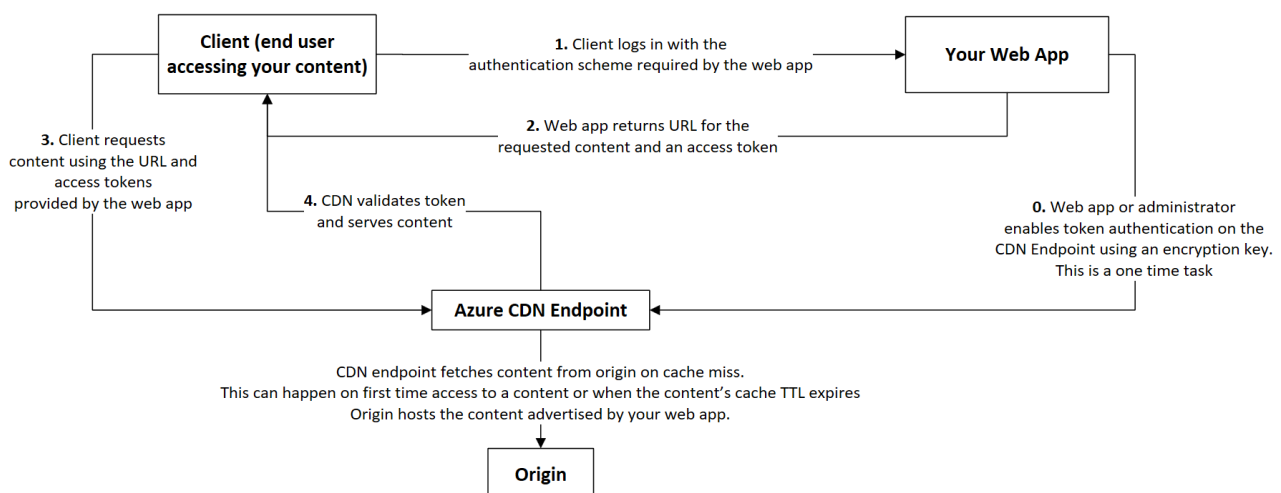 Client (end user
accessing your content)
1. Client logs in with the
authentication scheme required by the web app
Your Web App
2. Web app returns URL for the
requested content and an access token
3. Client requests
content using the URL and
access tokens
provided by the web app
4. CDN validates token
and serves content
0. Web app or administrator
enables token authentication on the
CDN Endpoint using an encryption key.
This is a one time task
Azure CDN Endpoint
CDN endpoint fetches content from origin on cache miss.
This can happen on first time access to a content or when the content’s cache TTL expires
Origin hosts the content advertised by your web app.
Origin